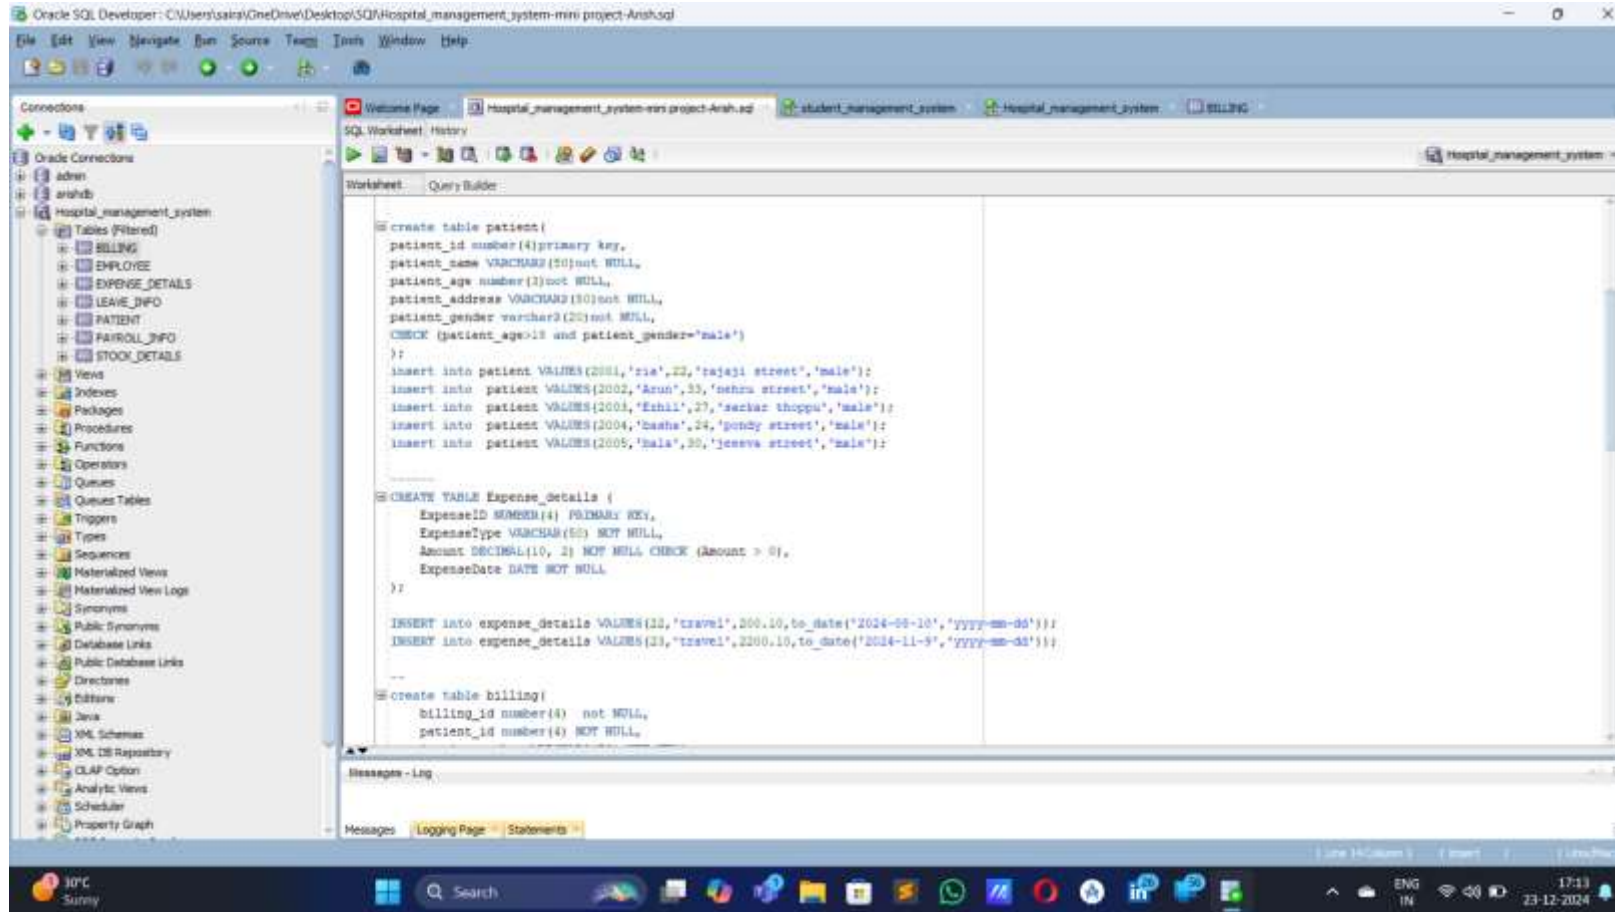 Oracle SQL Developer : C:\Users\saira\OneDrive\Desktop\SQl\Hospital_management_system-mini project-Arish.sql
File Edit View Navigate Run Source Team Tools Window Help
Connections
Welcome Page Hospital_management_system-mini project-Arish.sql student_management_system Hospital_management_system BILLING
SQL Worksheet History
Hospital_management_system
Worksheet Query Builder
Oracle Connections
admin
arishdb
Hospital_management_system
Tables (Filtered)
BILLING
EMPLOYEE
EXPENSE_DETAILS
LEAVE_INFO
PATIENT
PAYROLL_INFO
STOCK_DETAILS
Views
Indexes
Packages
Procedures
Functions
Operators
Queues
Queues Tables
Triggers
Types
Sequences
Materialized Views
Materialized View Logs
Synonyms
Public Synonyms
Database Links
Public Database Links
Directories
Editions
Java
XML Schemas
XML DB Repository
OLAP Option
Analytic Views
Scheduler
Property Graph
create table patient(
patient_id number(4)primary key,
patient_name VARCHAR2(50)not NULL,
patient_age number(3)not NULL,
patient_address VARCHAR2(50)not NULL,
patient_gender varchar2(20)not NULL,
CHECK (patient_age>18 and patient_gender="male")
);
insert into patient VALUES(2001,'ria',22,'rajaji street','male');
insert into patient VALUES(2002,'Arun',33,'nehru street','male');
insert into patient VALUES(2003,'Ezhil',27,'sarkar thoppu','male');
insert into patient VALUES(2004,'basha',24,'pondy street','male');
insert into patient VALUES(2005,'bala',30,'jeeva street','male');
------
CREATE TABLE Expense_details (
ExpenseID NUMBER(4) PRIMARY KEY,
ExpenseType VARCHAR(50) NOT NULL,
Amount DECIMAL(10, 2) NOT NULL CHECK (Amount > 0),
ExpenseDate DATE NOT NULL
);
INSERT into expense_details VALUES(22,'travel',200.10,to_date('2024-08-10','yyyy-mm-dd'));
INSERT into expense_details VALUES(23,'travel',2200.10,to_date('2024-11-9','yyyy-mm-dd'));
--
create table billing(
billing_id number(4) not NULL,
patient_id number(4) NOT NULL,
Messages - Log
Messages Logging Page Statements
30°C
Sunny
Search
ENG
IN
17:13
23-12-2024